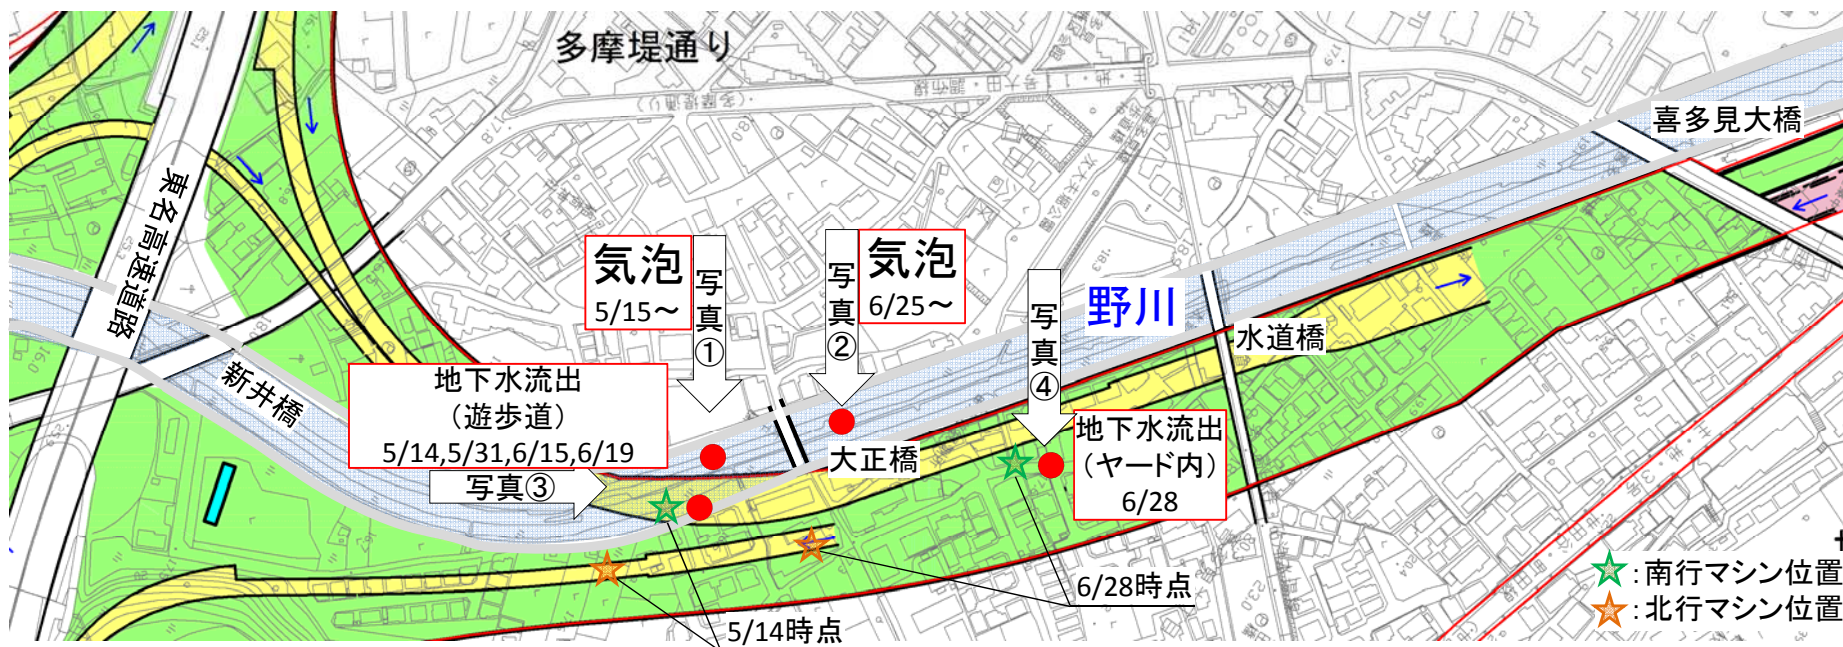 多摩堤通り
喜多見大橋
東名高速道路
気泡
5/15～
写真①
写真②
気泡
6/25～
写真④
野川
水道橋
新井橋
地下水流出
（遊歩道）
5/14,5/31,6/15,6/19
写真③
大正橋
地下水流出
（ヤード内）
6/28
6/28時点
5/14時点
：南行マシン位置
：北行マシン位置